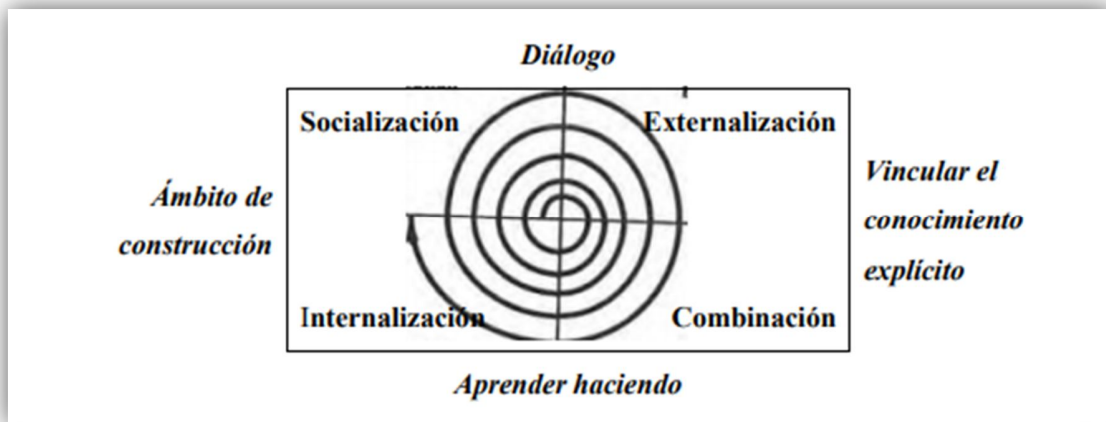 Diálogo
Socialización
Externalización
Ámbito de
construcción
Vincular el
conocimiento
explícito
Internalización
Combinación
Aprender haciendo